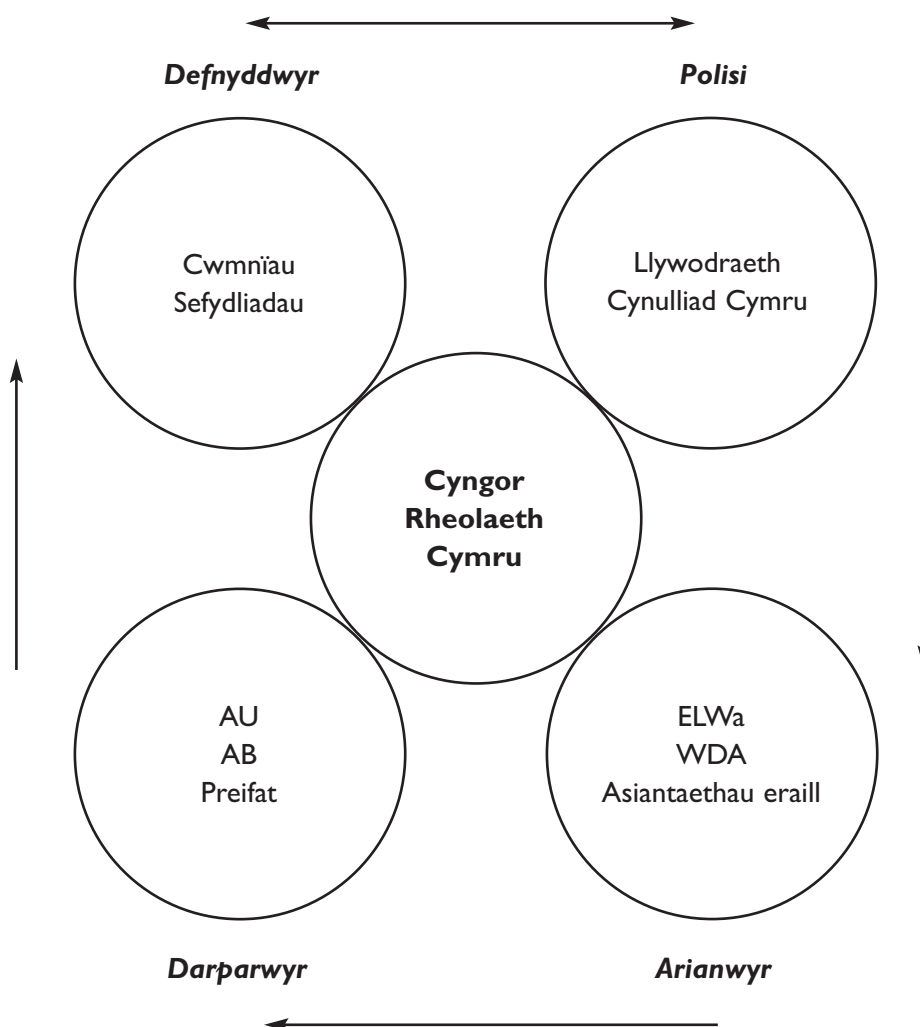 Defnyddwyr
Polisi
Cwmnïau
Sefydliadau
Llywodraeth
Cynulliad Cymru
Cyngor
Rheolaeth
Cymru
AU
AB
Preifat
ELWa
WDA
Asiantaethau eraill
Darparwyr
Arianwyr